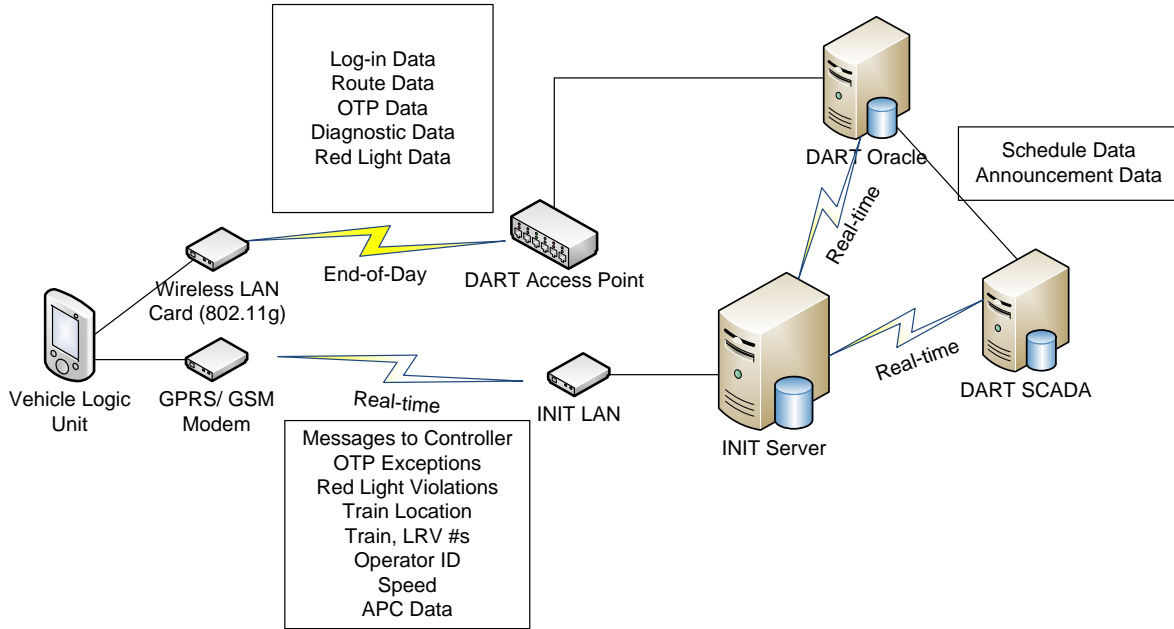 Log-in Data
Route Data
OTP Data
Diagnostic Data
Red Light Data
DART Oracle
Schedule Data
Announcement Data
Real-time
End-of-Day
DART Access Point
Wireless LAN
Card (802.11g)
Real-time
DART SCADA
Vehicle Logic
Unit
GPRS/ GSM
Modem
Real-time
INIT LAN
INIT Server
Messages to Controller
OTP Exceptions
Red Light Violations
Train Location
Train, LRV #s
Operator ID
Speed
APC Data